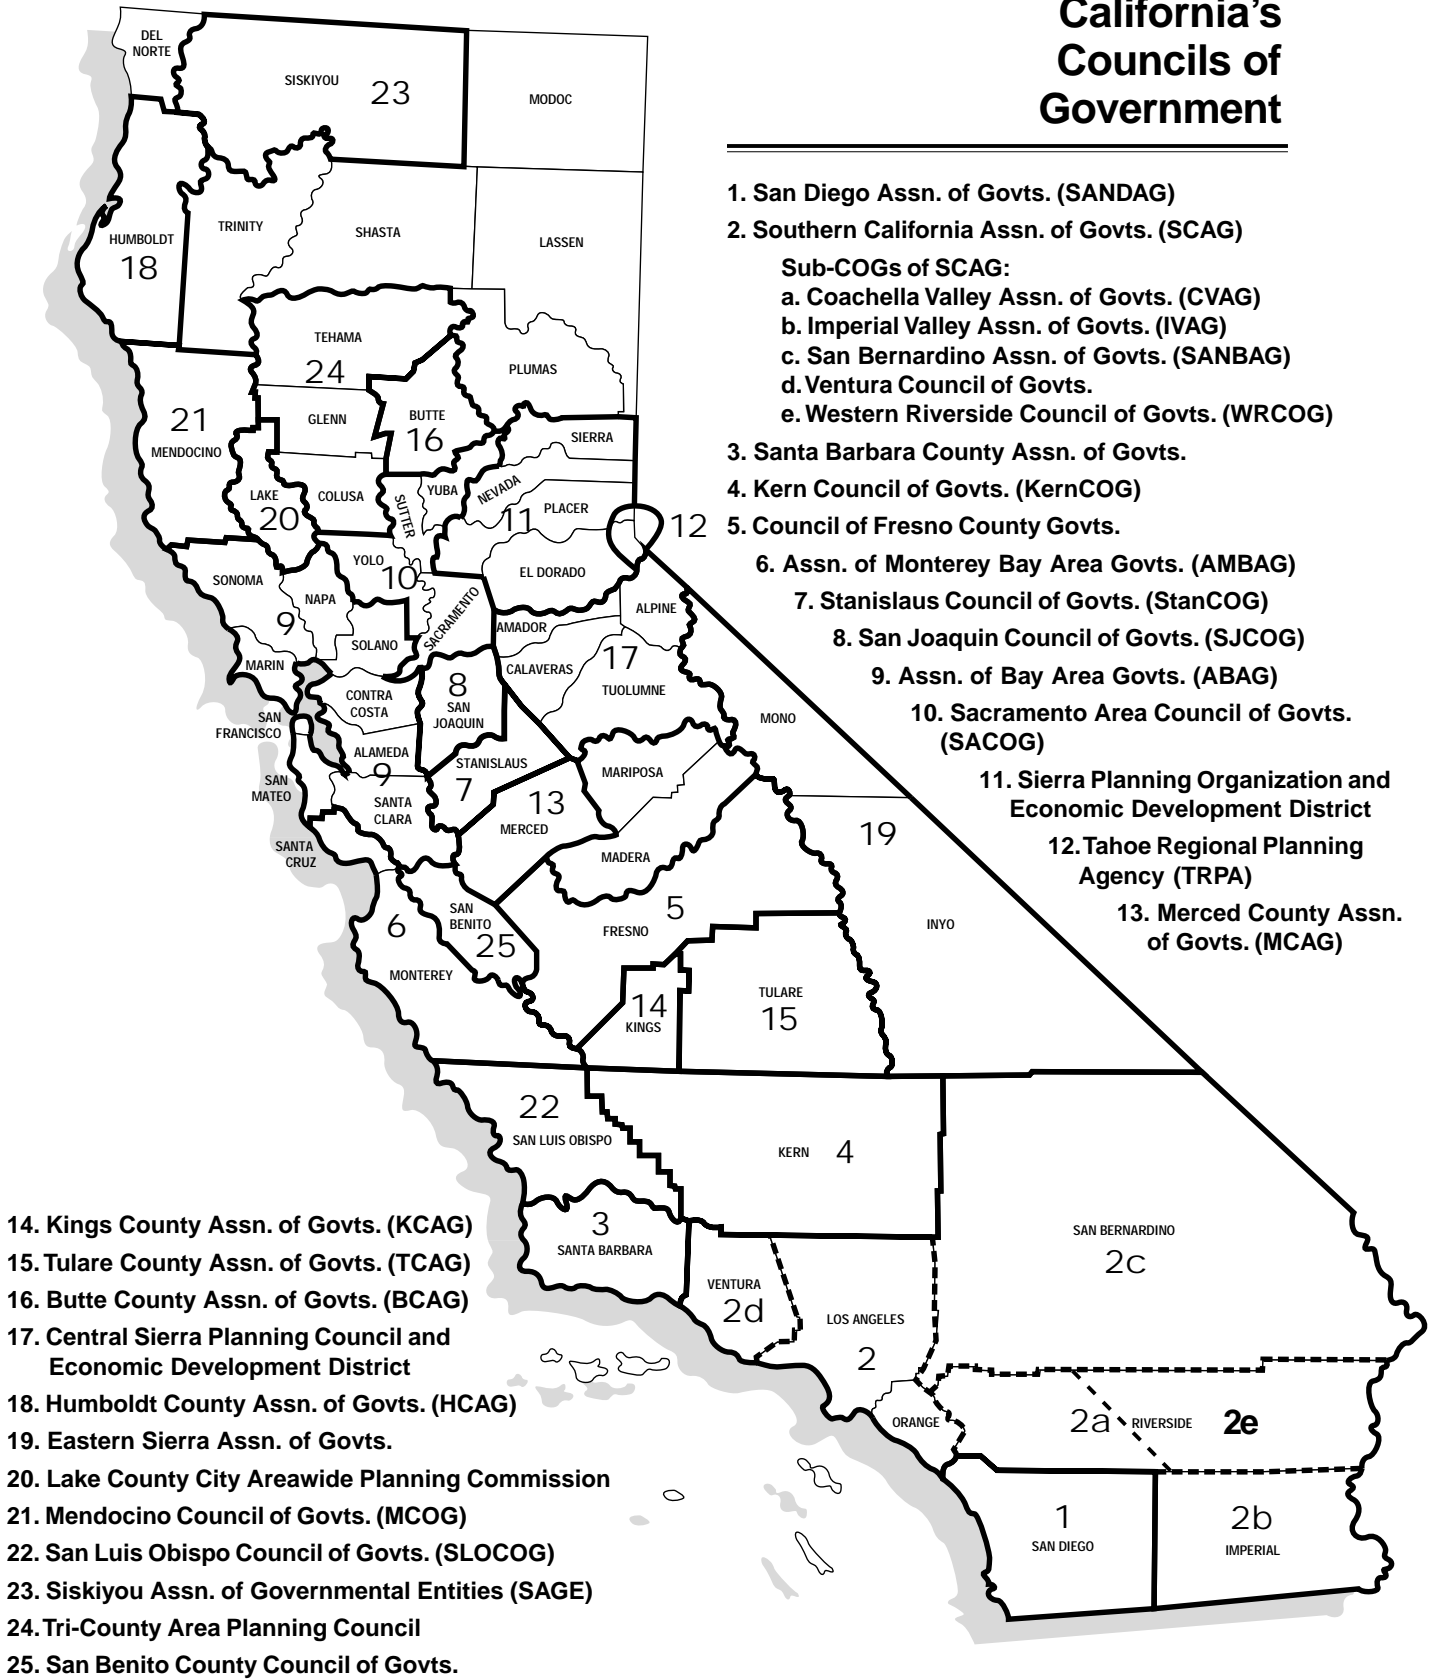 California's
Councils of
Government
1. San Diego Assn. of Govts. (SANDAG)
2. Southern California Assn. of Govts. (SCAG)
Sub-COGs of SCAG:
a. Coachella Valley Assn. of Govts. (CVAG)
b. Imperial Valley Assn. of Govts. (IVAG)
c. San Bernardino Assn. of Govts. (SANBAG)
d. Ventura Council of Govts.
e. Western Riverside Council of Govts. (WRCOG)
3. Santa Barbara County Assn. of Govts.
4. Kern Council of Govts. (KernCOG)
5. Council of Fresno County Govts.
6. Assn. of Monterey Bay Area Govts. (AMBAG)
7. Stanislaus Council of Govts. (StanCOG)
8. San Joaquin Council of Govts. (SJCOG)
9. Assn. of Bay Area Govts. (ABAG)
10. Sacramento Area Council of Govts.
(SACOG)
11. Sierra Planning Organization and
Economic Development District
12. Tahoe Regional Planning
Agency (TRPA)
13. Merced County Assn.
of Govts. (MCAG)
14. Kings County Assn. of Govts. (KCAG)
15. Tulare County Assn. of Govts. (TCAG)
16. Butte County Assn. of Govts. (BCAG)
17. Central Sierra Planning Council and
Economic Development District
18. Humboldt County Assn. of Govts. (HCAG)
19. Eastern Sierra Assn. of Govts.
20. Lake County City Areawide Planning Commission
21. Mendocino Council of Govts. (MCOG)
22. San Luis Obispo Council of Govts. (SLOCOG)
23. Siskiyou Assn. of Governmental Entities (SAGE)
24. Tri-County Area Planning Council
25. San Benito County Council of Govts.
DEL
NORTE
SISKIYOU
23
MODOC
HUMBOLDT
18
TRINITY
SHASTA
LASSEN
TEHAMA
24
PLUMAS
21
MENDOCINO
GLENN
BUTTE
16
SIERRA
LAKE
20
COLUSA
SUTTER
YUBA
NEVADA
11
PLACER
12
SONOMA
YOLO
10
EL DORADO
NAPA
9
SOLANO
SACRAMENTO
AMADOR
ALPINE
MARIN
CALAVERAS
17
TUOLUMNE
CONTRA
COSTA
8
SAN
JOAQUIN
SAN
FRANCISCO
MONO
ALAMEDA
9
STANISLAUS
7
MARIPOSA
SAN
MATEO
SANTA
CLARA
13
MERCED
19
SANTA
CRUZ
MADERA
6
MONTEREY
SAN
BENITO
25
5
FRESNO
INYO
14
KINGS
TULARE
15
22
SAN LUIS OBISPO
KERN
4
3
SANTA BARBARA
SAN BERNARDINO
2c
VENTURA
2d
LOS ANGELES
2
ORANGE
2a
RIVERSIDE
2e
1
SAN DIEGO
2b
IMPERIAL